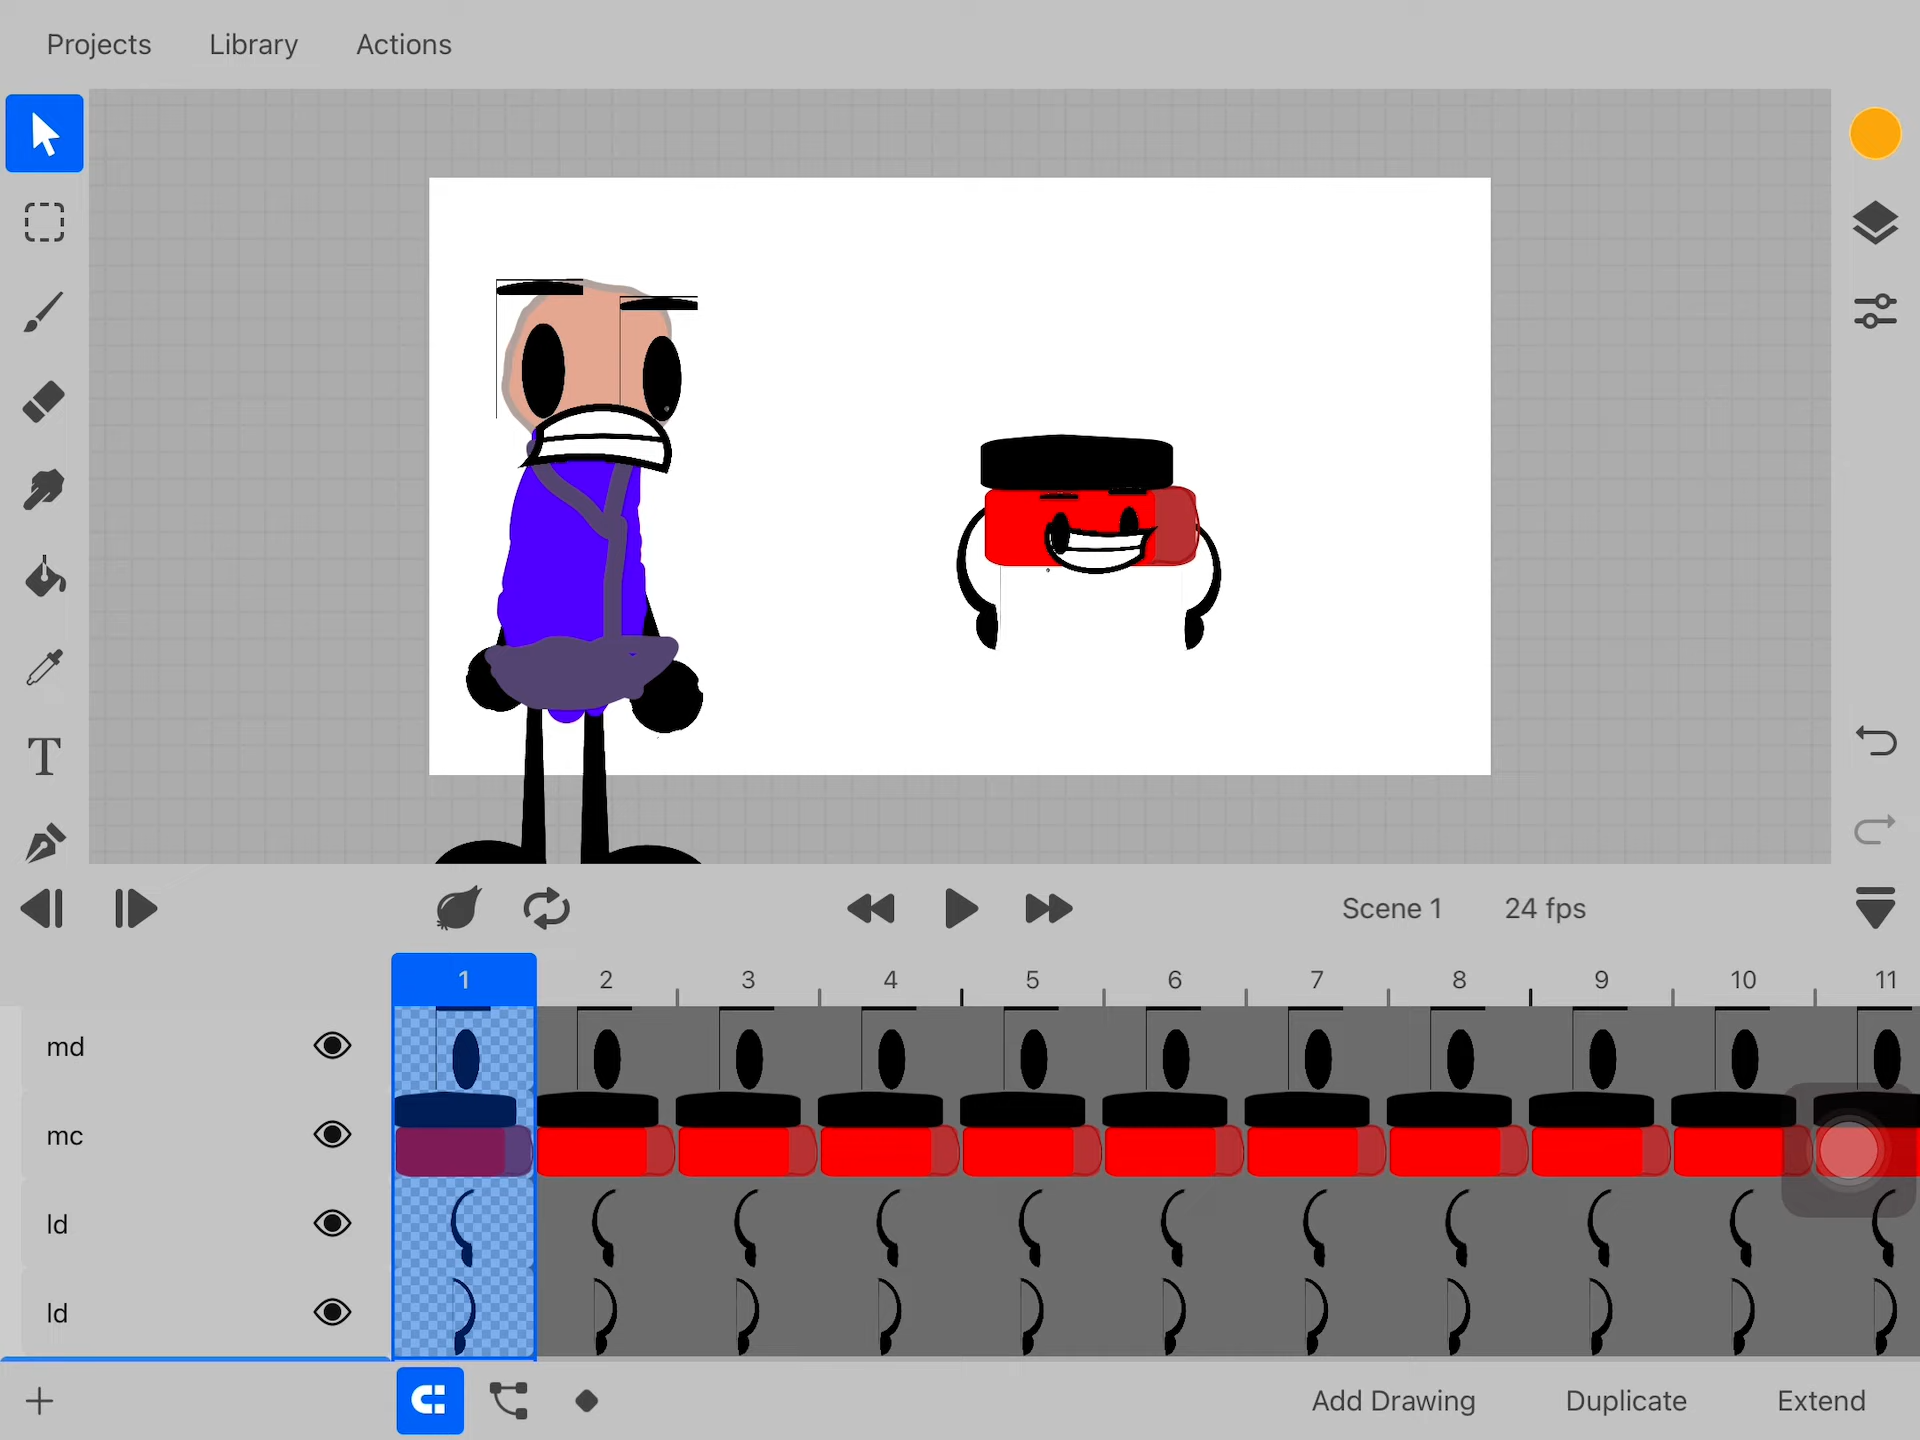 Projects Library Actions
T
Scene 1 24 fps
1 2 3 4 5 6 7 8 9 10 11
md
mc
ld
ld
Add Drawing Duplicate Extend